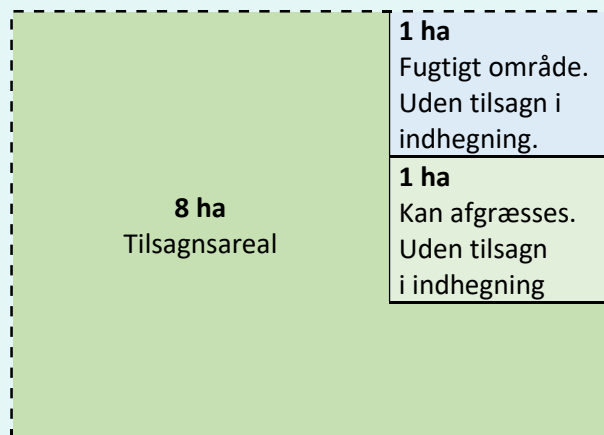 1 ha
Fugtigt område.
Uden tilsagn i
indhegning.
1 ha
Kan afgræsses.
Uden tilsagn
i indhegning
8 ha
Tilsagnsareal